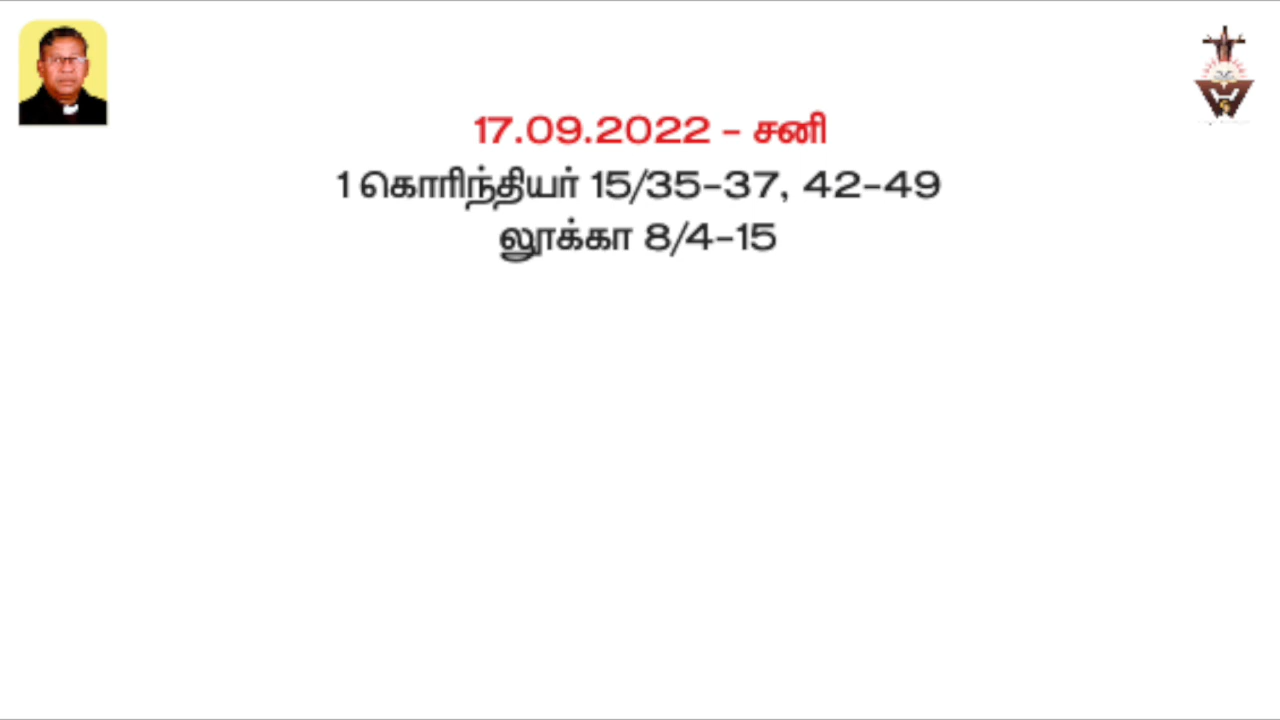 17.09.2022 - சனி
1 கொரிந்தியர் 15/35-37, 42-49
லூக்கா 8/4-15